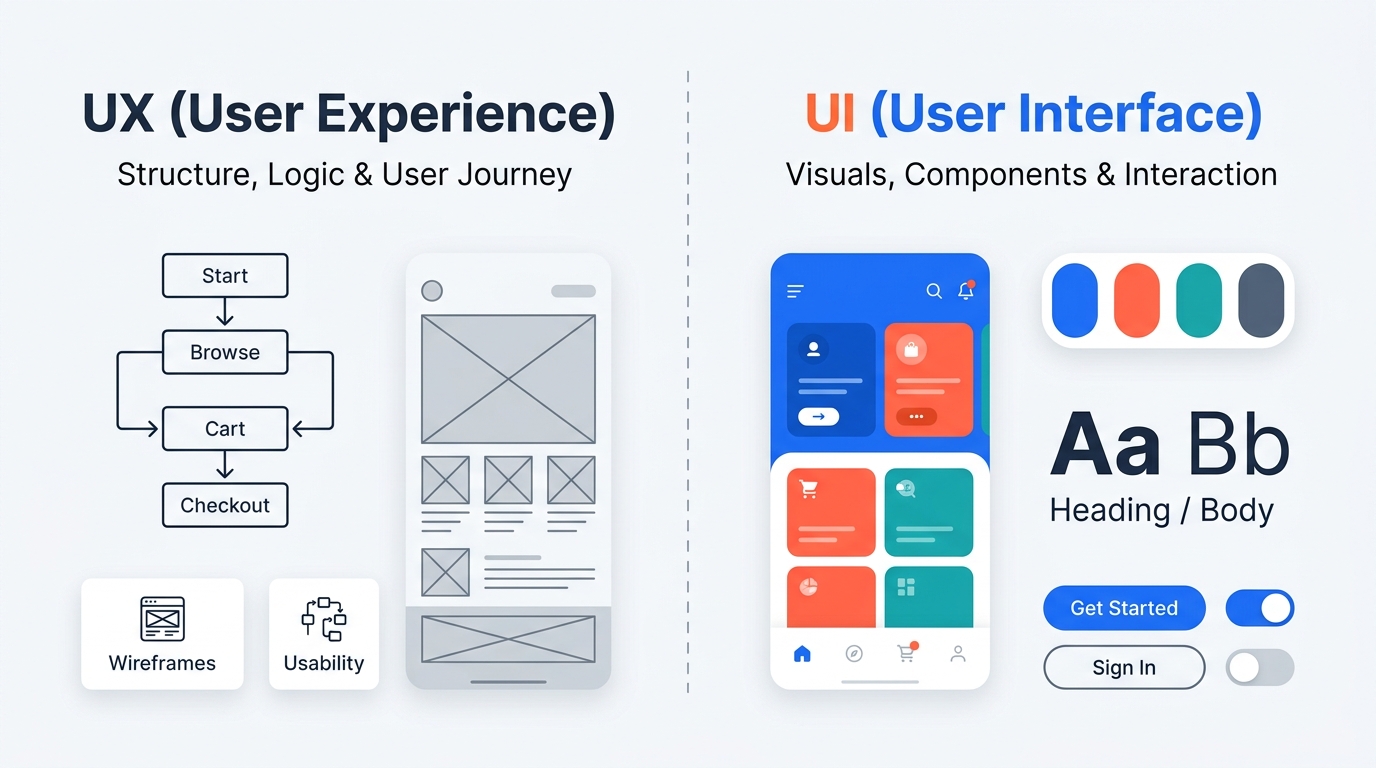 UX (User Experience)
Structure, Logic & User Journey
Start
Browse
Cart
Checkout
Wireframes
Usability
UI (User Interface)
Visuals, Components & Interaction
Aa Bb
Heading / Body
Get Started
Sign In